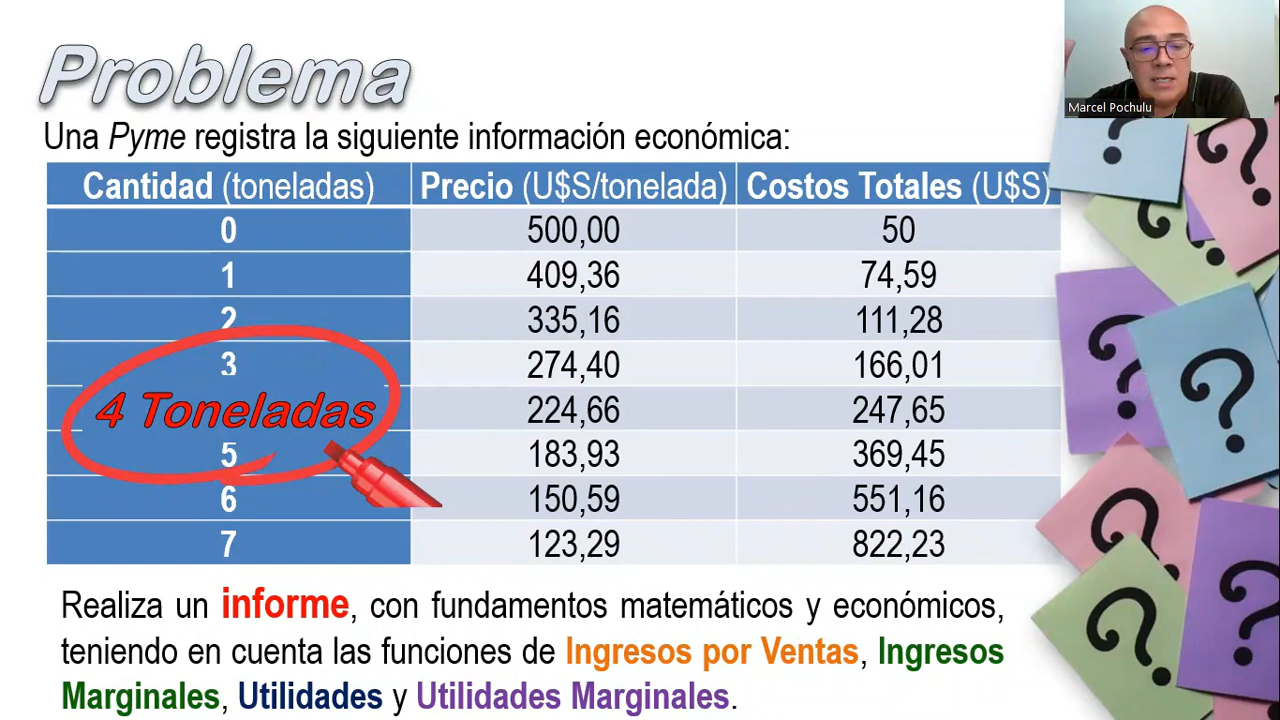 Problema
Marcel Pochulu
Una Pyme registra la siguiente información económica:
Cantidad (toneladas) Precio (U$S/tonelada) Costos Totales (U$S)
0 500,00 50
1 409,36 74,59
2 335,16 111,28
3 274,40 166,01
4 Toneladas 224,66 247,65
5 183,93 369,45
6 150,59 551,16
7 123,29 822,23
Realiza un informe, con fundamentos matemáticos y económicos,
teniendo en cuenta las funciones de Ingresos por Ventas, Ingresos
Marginales, Utilidades y Utilidades Marginales.
? ? ? ? ? ? ? ? ?